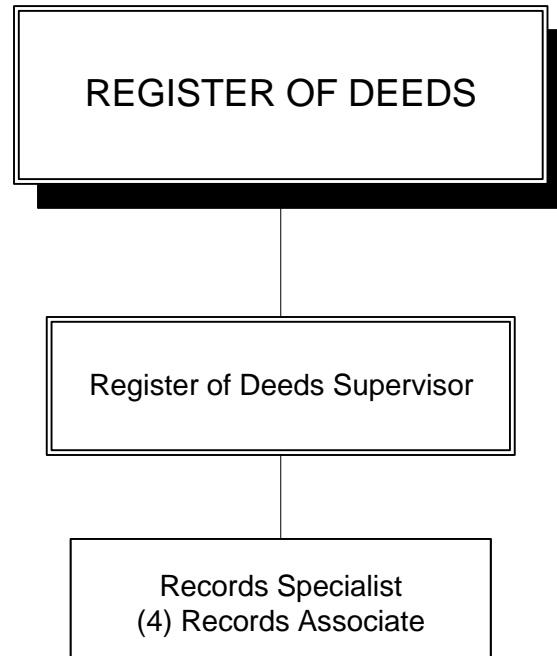 REGISTER OF DEEDS
Register of Deeds Supervisor
Records Specialist
(4) Records Associate